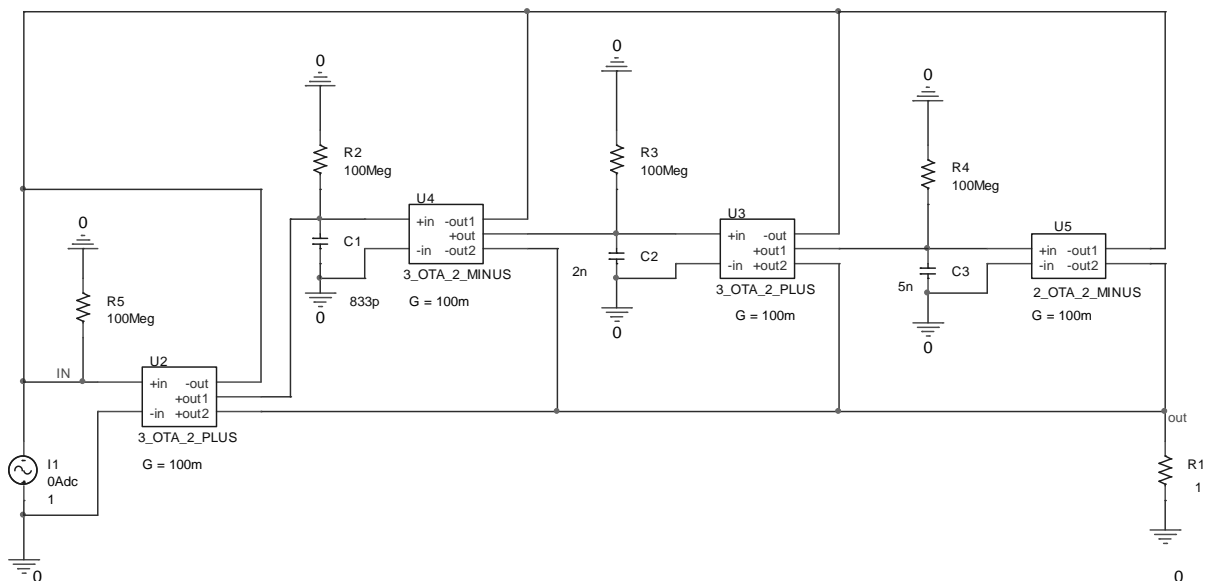 0
0
0
R2
100Meg
R3
100Meg
R4
100Meg
0
R5
100Meg
U4
+in -out1
+out
-in -out2
3_OTA_2_MINUS
G = 100m
C1
833p
0
U3
+in -out
+out1
-in +out2
3_OTA_2_PLUS
G = 100m
C2
2n
0
U5
+in -out1
-in -out2
2_OTA_2_MINUS
G = 100m
C3
5n
0
IN
U2
+in -out
+out1
-in +out2
3_OTA_2_PLUS
G = 100m
out
I1
0Adc
1
R1
1
0
0